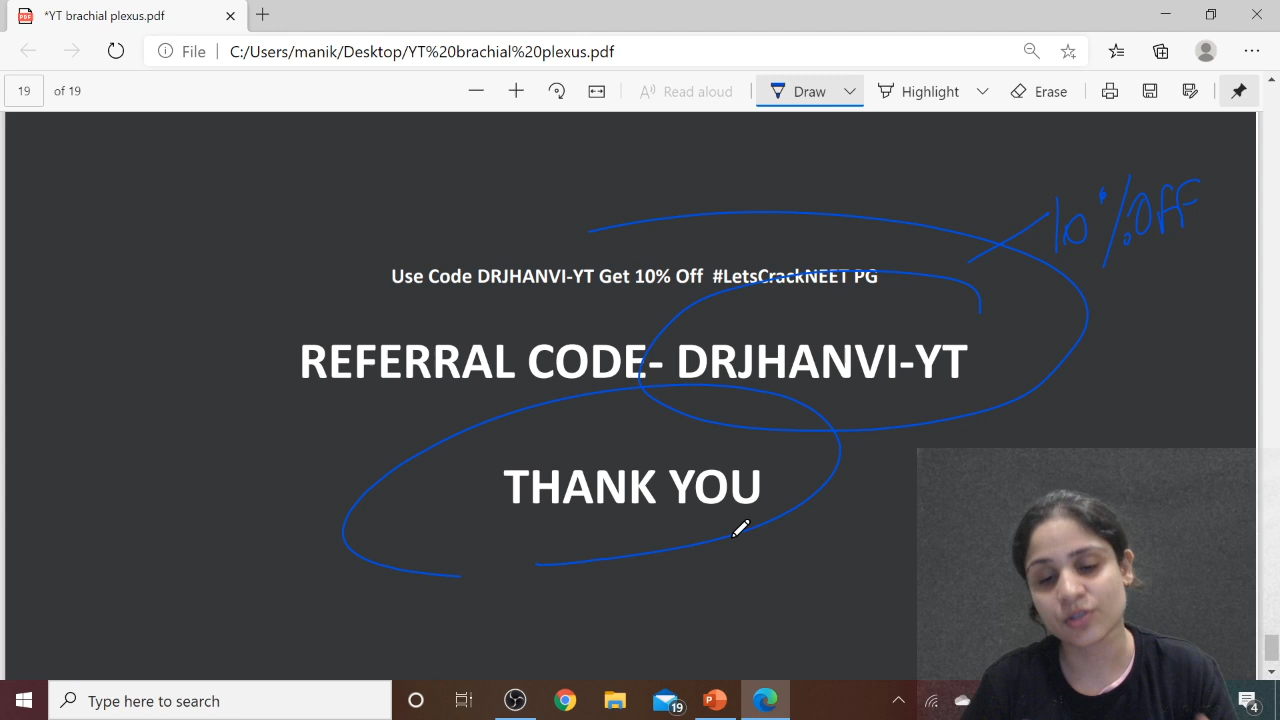 *YT brachial plexus.pdf
File C:/Users/manik/Desktop/YT%20brachial%20plexus.pdf
19 of 19 Read aloud Draw Highlight Erase
10% Off
Use Code DRJHANVI-YT Get 10% Off #LetsCrackNEET PG
REFERRAL CODE- DRJHANVI-YT
THANK YOU
Type here to search 19 4